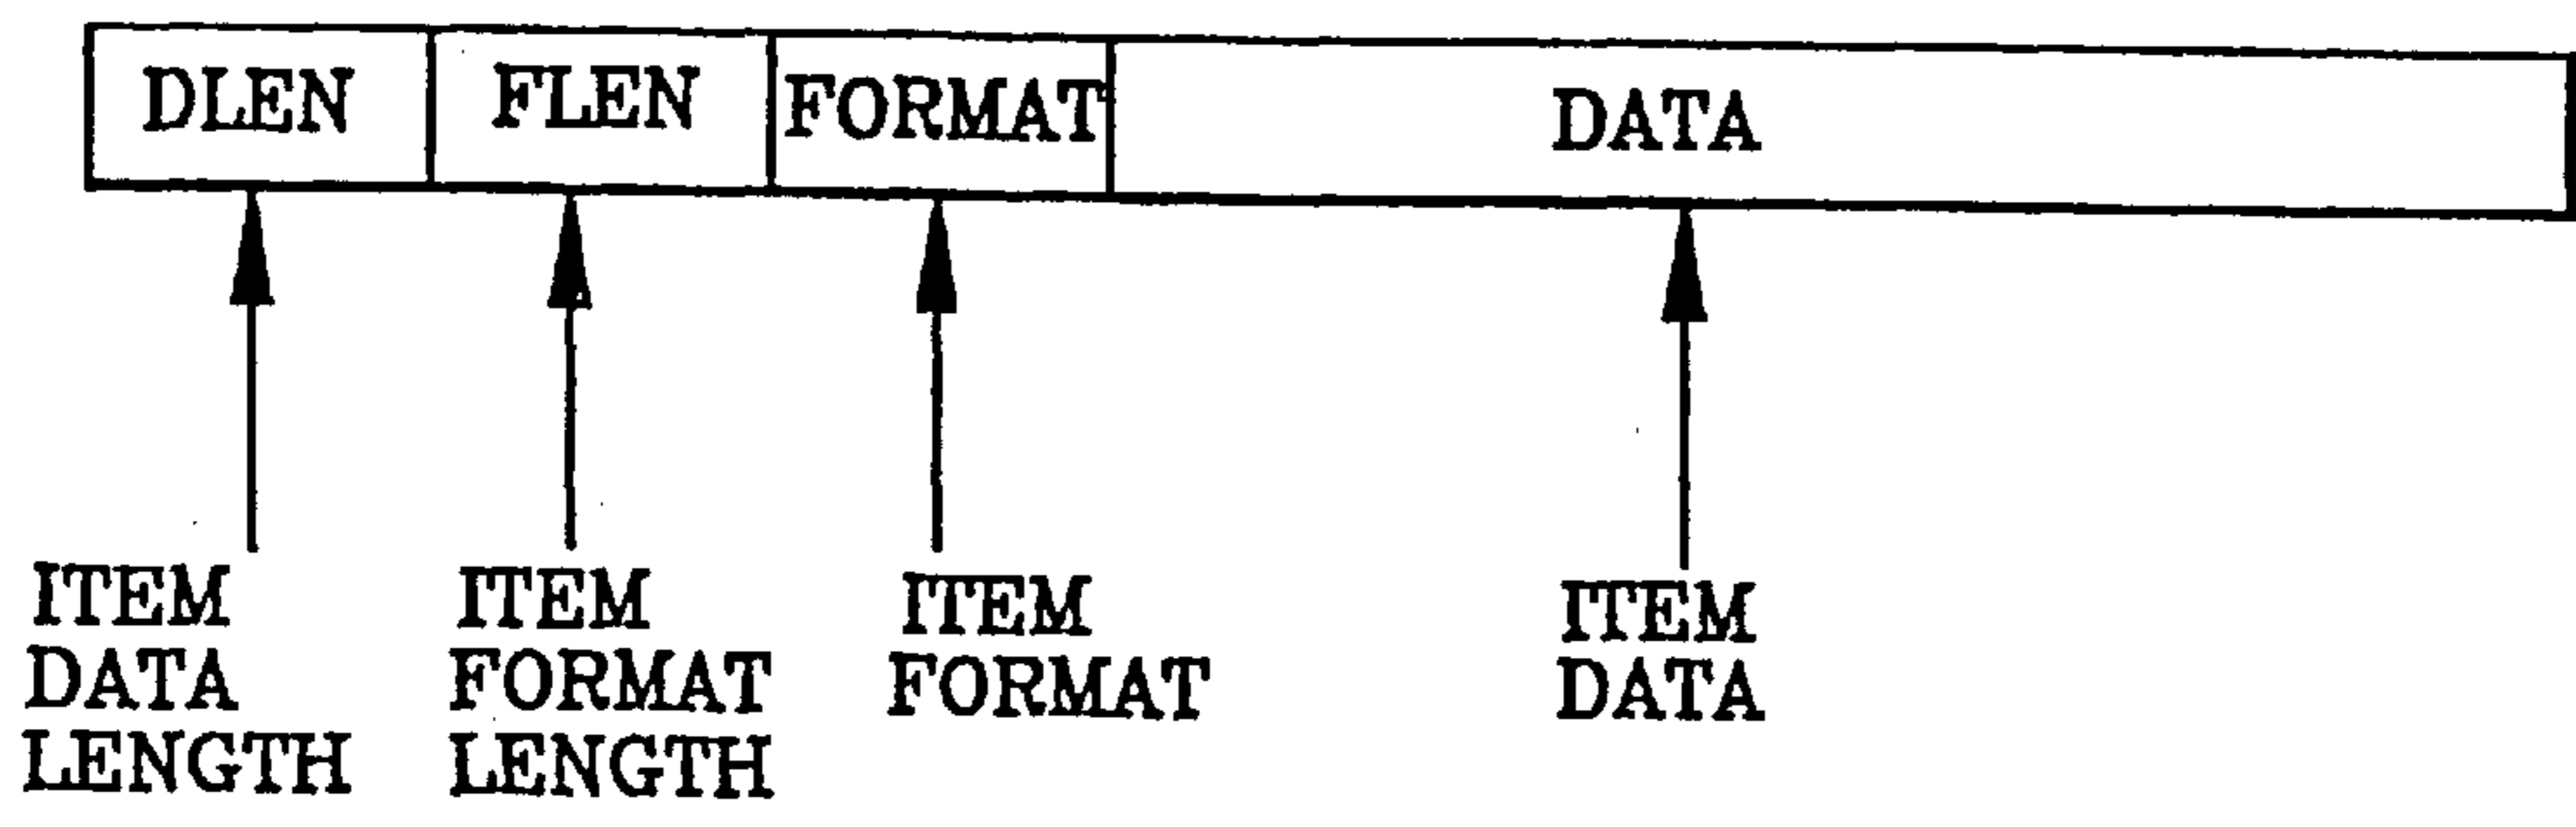 DLEN FLEN FORMAT DATA
ITEM
DATA
LENGTH
ITEM
FORMAT
LENGTH
ITEM
FORMAT
ITEM
DATA